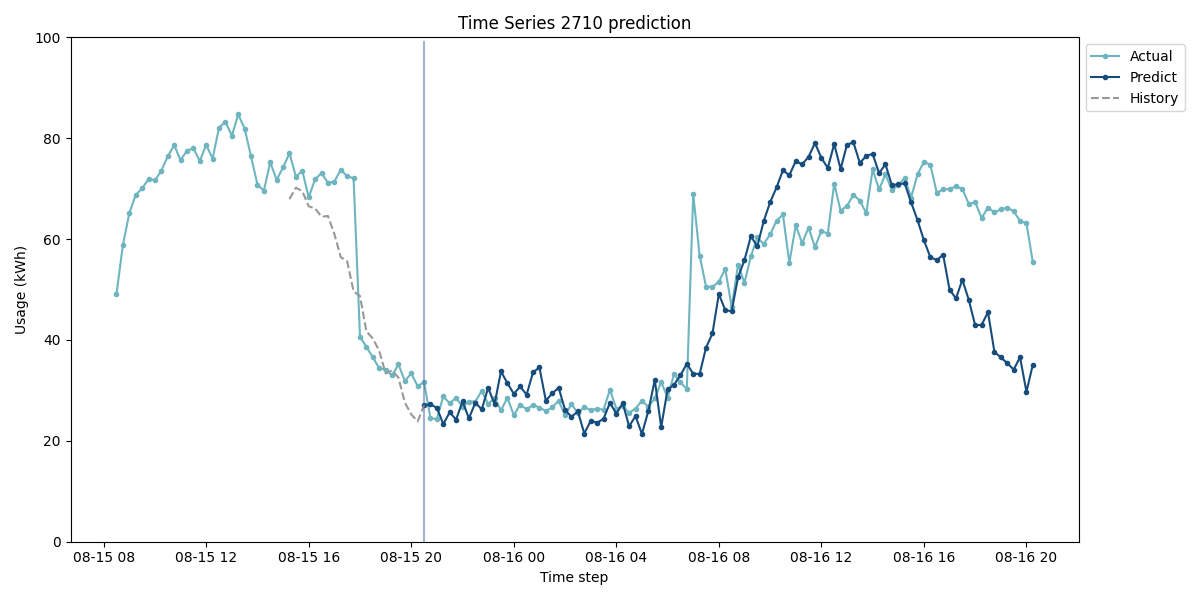 Time Series 2710 prediction
100
80
60
40
20
0
Usage (kWh)
08-15 08
08-15 12
08-15 16
08-15 20
08-16 00
08-16 04
08-16 08
08-16 12
08-16 16
08-16 20
Time step
Actual
Predict
History